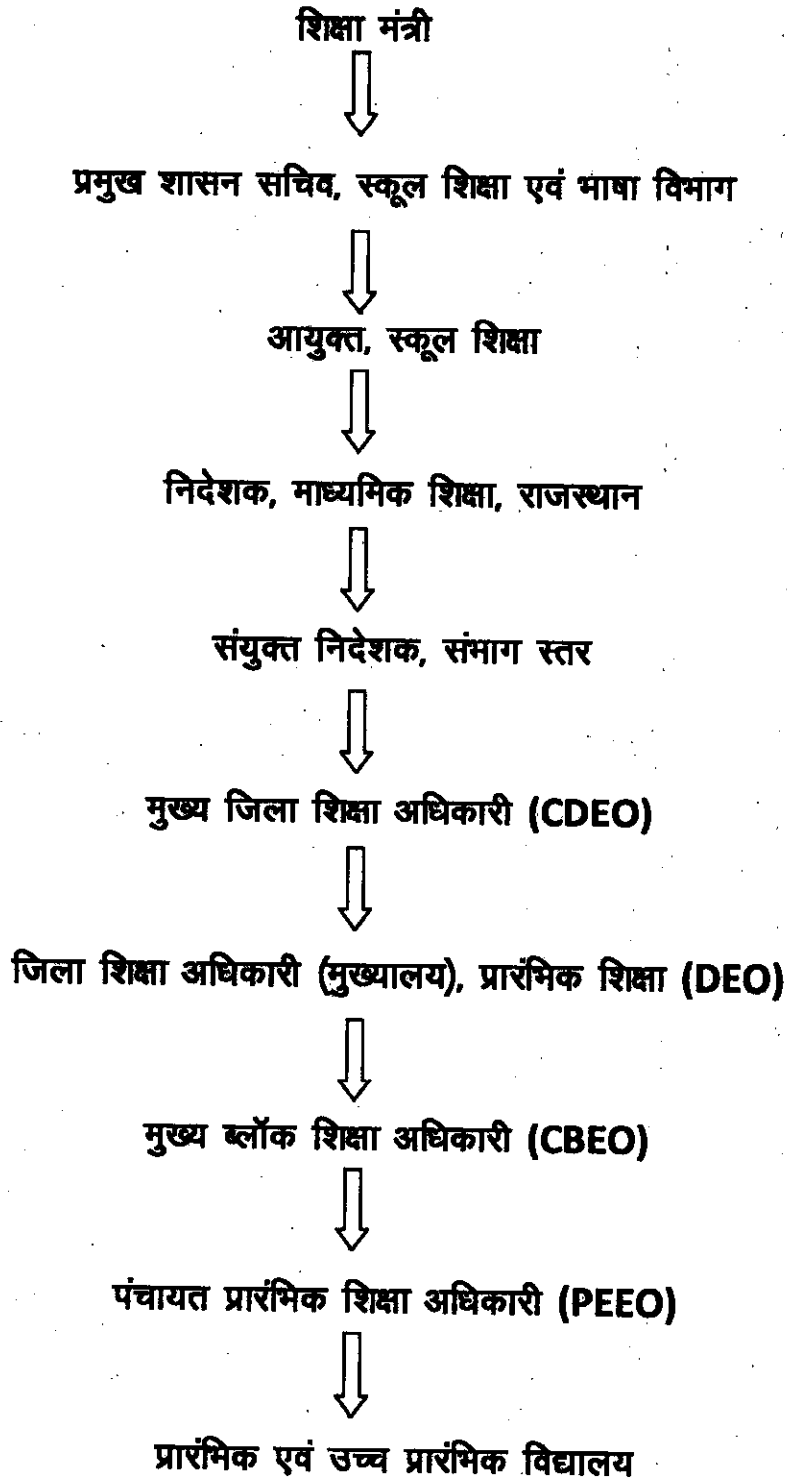 शिक्षा मंत्री
प्रमुख शासन सचिव, स्कूल शिक्षा एवं भाषा विभाग
आयुक्त, स्कूल शिक्षा
निदेशक, माध्यमिक शिक्षा, राजस्थान
संयुक्त निदेशक, संभाग स्तर
मुख्य जिला शिक्षा अधिकारी (CDEO)
जिला शिक्षा अधिकारी (मुख्यालय), प्रारंभिक शिक्षा (DEO)
मुख्य ब्लॉक शिक्षा अधिकारी (CBEO)
पंचायत प्रारंभिक शिक्षा अधिकारी (PEEO)
प्रारंभिक एवं उच्च प्रारंभिक विद्यालय